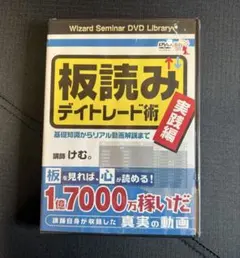 Wizard Seminar DVD Library
板読み
デイトレード術
実践編
基礎知識からリアル動画解説まで
講師 けむ。
板を見れば、心が読める!
1億7000万稼いだ
講師自身が収録した
真実の動画